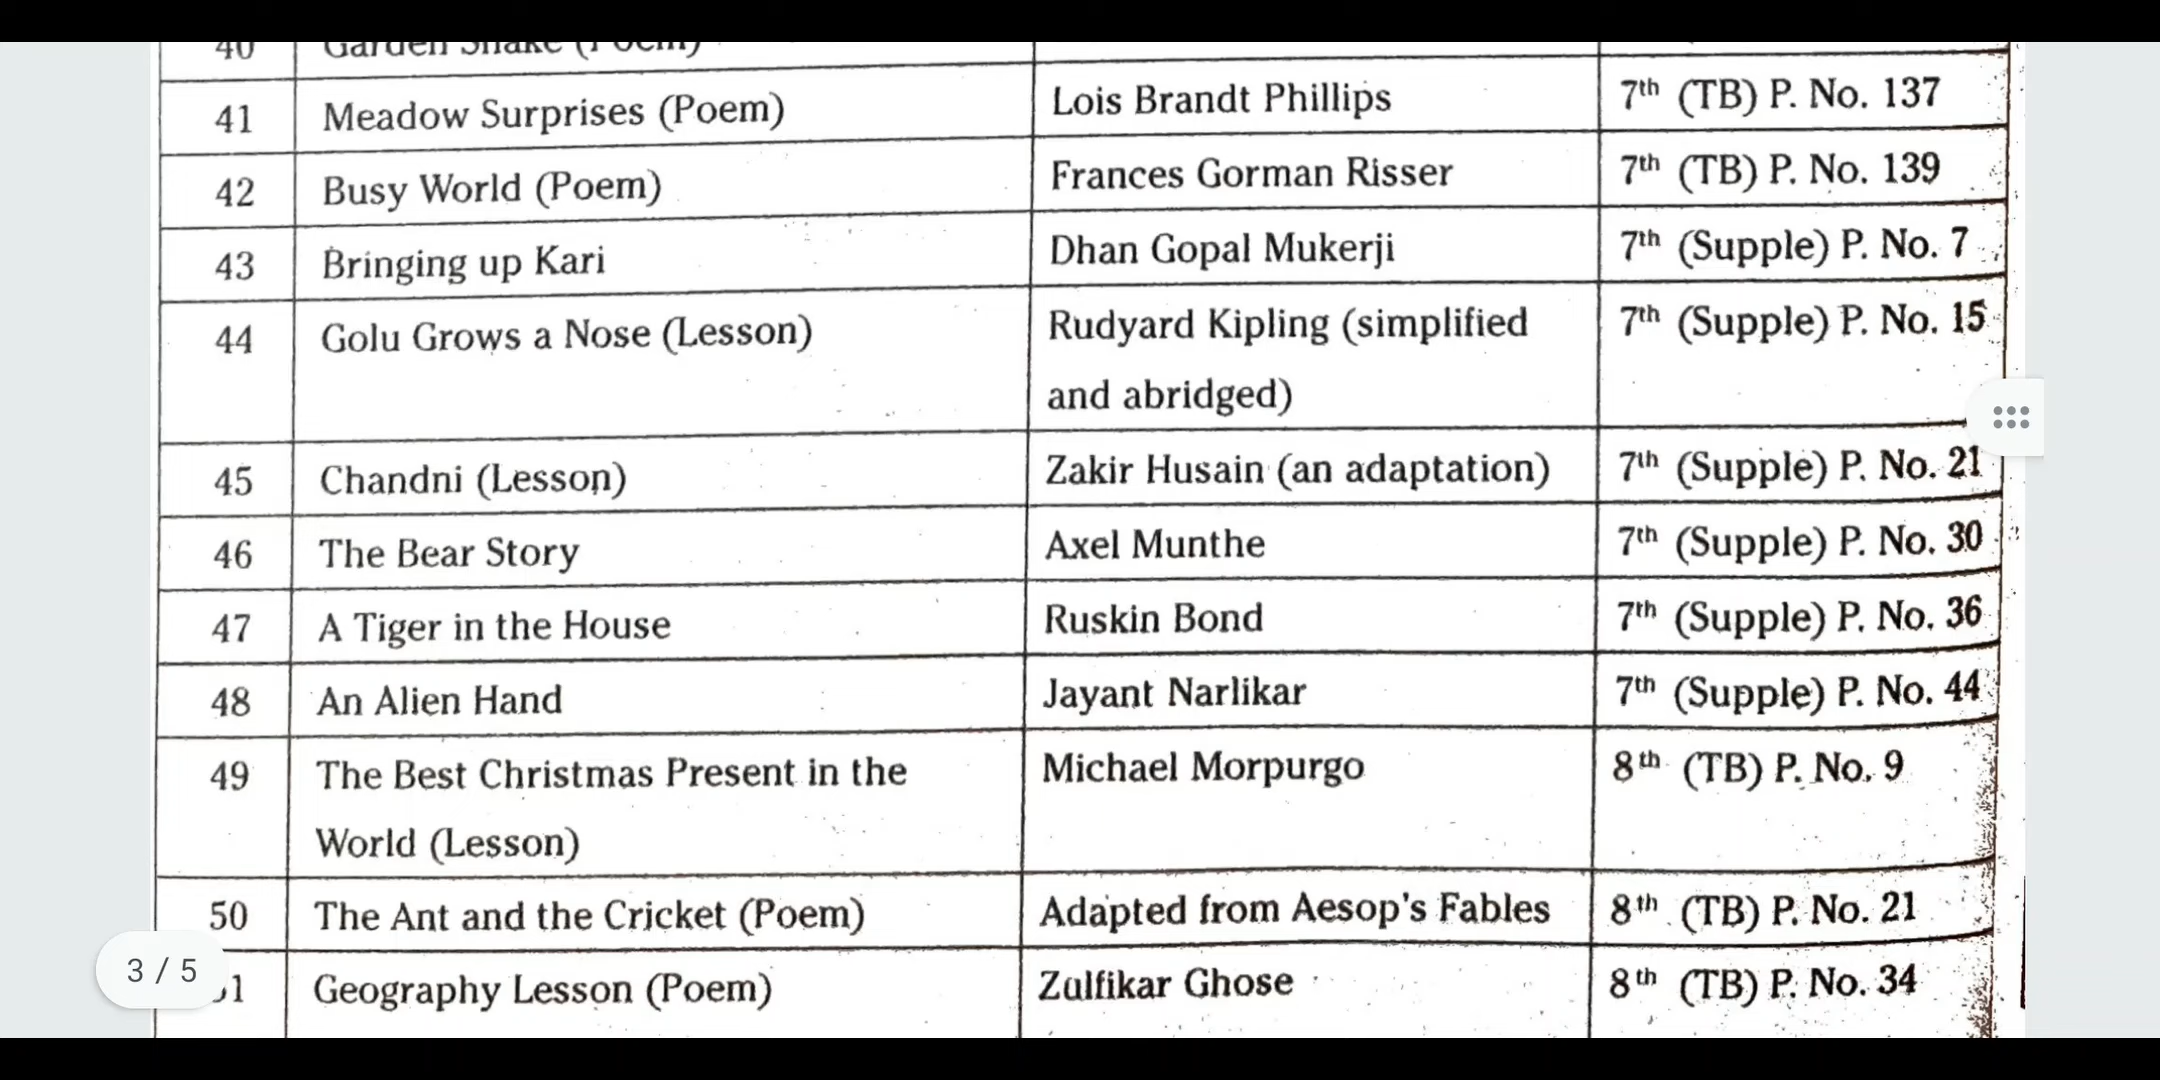 40 Garden Snake (Poem)
41 Meadow Surprises (Poem) Lois Brandt Phillips 7th (TB) P. No. 137
42 Busy World (Poem) Frances Gorman Risser 7th (TB) P. No. 139
43 Bringing up Kari Dhan Gopal Mukerji 7th (Supple) P. No. 7
44 Golu Grows a Nose (Lesson) Rudyard Kipling (simplified 7th (Supple) P. No. 15
and abridged)
45 Chandni (Lesson) Zakir Husain (an adaptation) 7th (Supple) P. No. 21
46 The Bear Story Axel Munthe 7th (Supple) P. No. 30
47 A Tiger in the House Ruskin Bond 7th (Supple) P. No. 36
48 An Alien Hand Jayant Narlikar 7th (Supple) P. No. 44
49 The Best Christmas Present in the Michael Morpurgo 8th (TB) P. No. 9
World (Lesson)
50 The Ant and the Cricket (Poem) Adapted from Aesop's Fables 8th (TB) P. No. 21
3 / 5
Geography Lesson (Poem) Zulfikar Ghose 8th (TB) P. No. 34